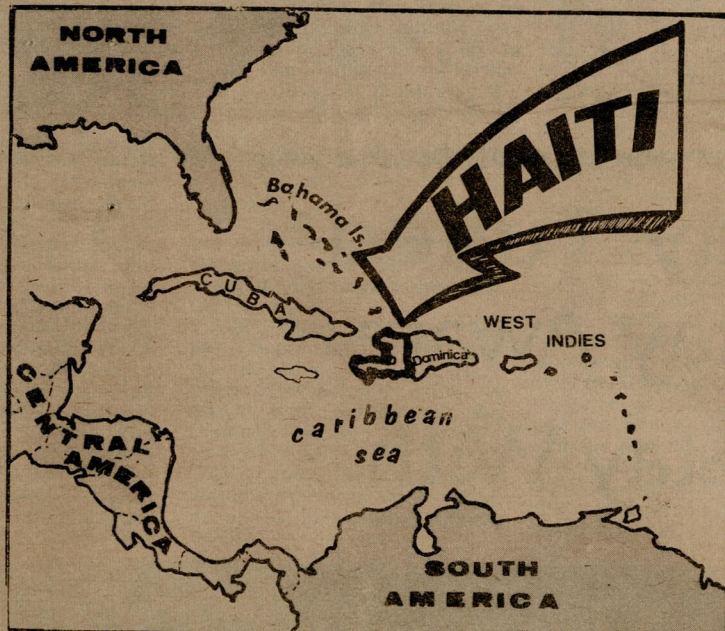 NORTH
AMERICA
HAITI
Bahama Is.
CUBA
WEST
INDIES
Dominica
caribbean
sea
CENTRAL
AMERICA
SOUTH
AMERICA